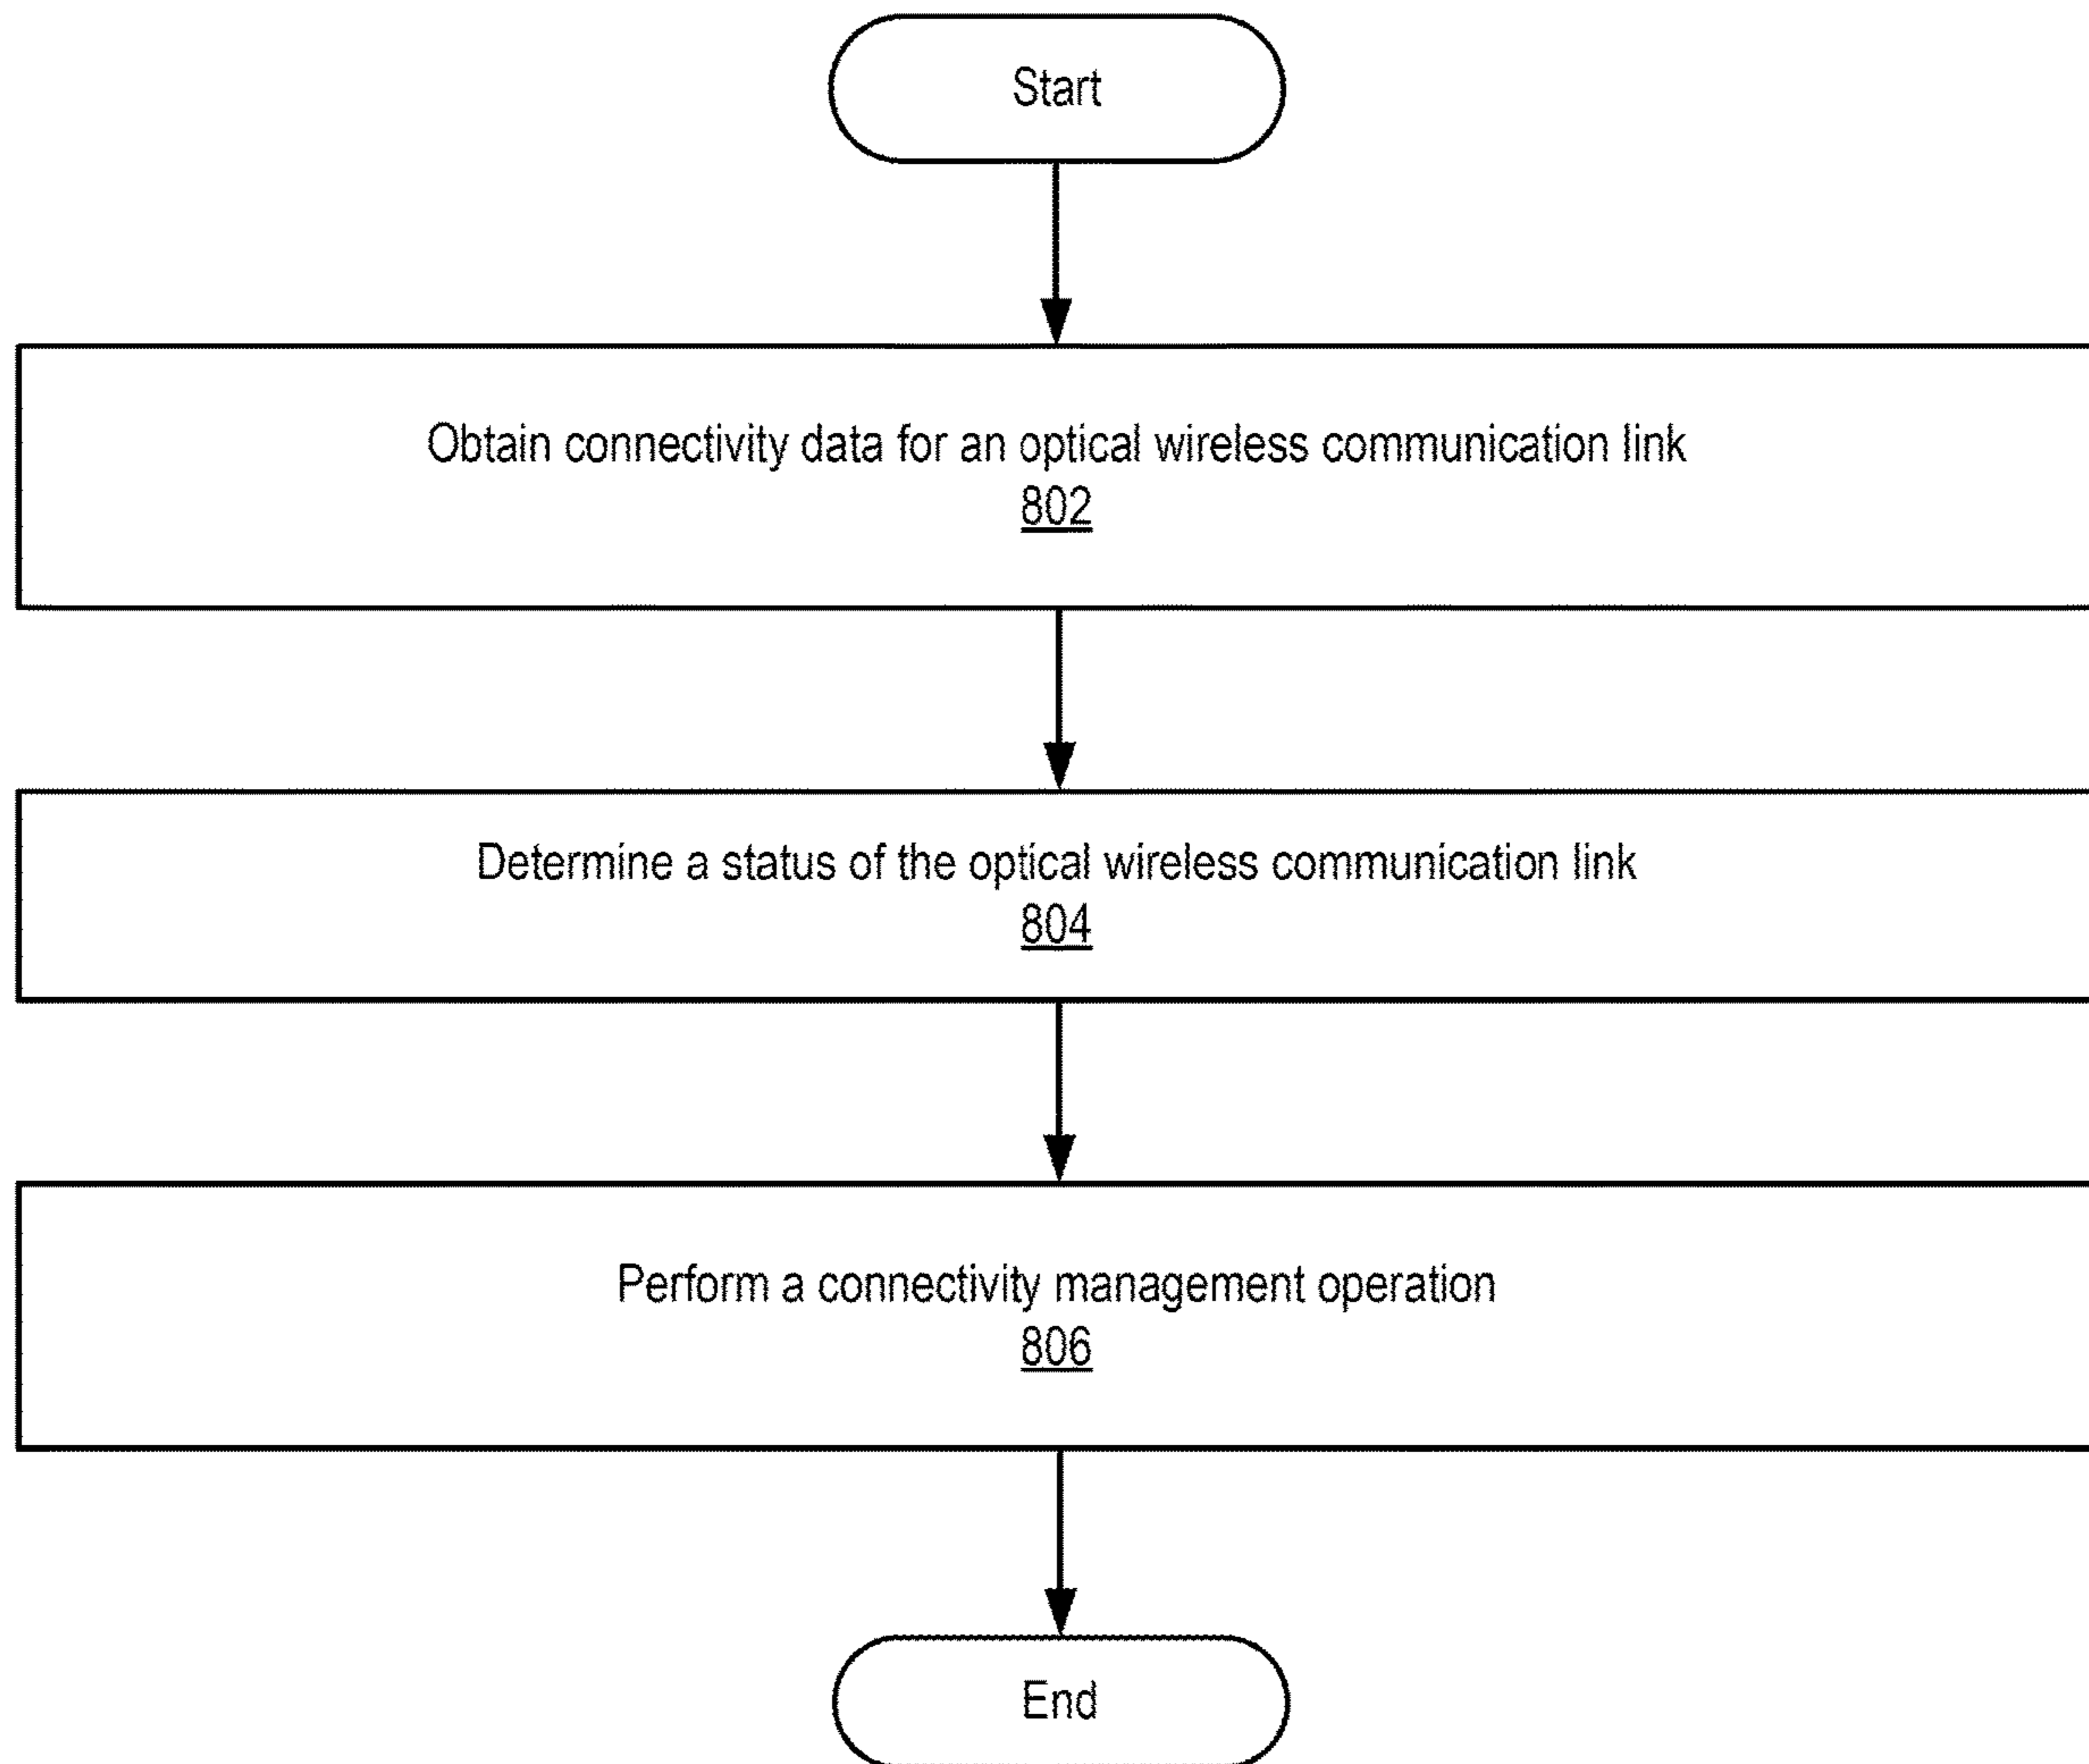 Start
Obtain connectivity data for an optical wireless communication link
802
Determine a status of the optical wireless communication link
804
Perform a connectivity management operation
806
End